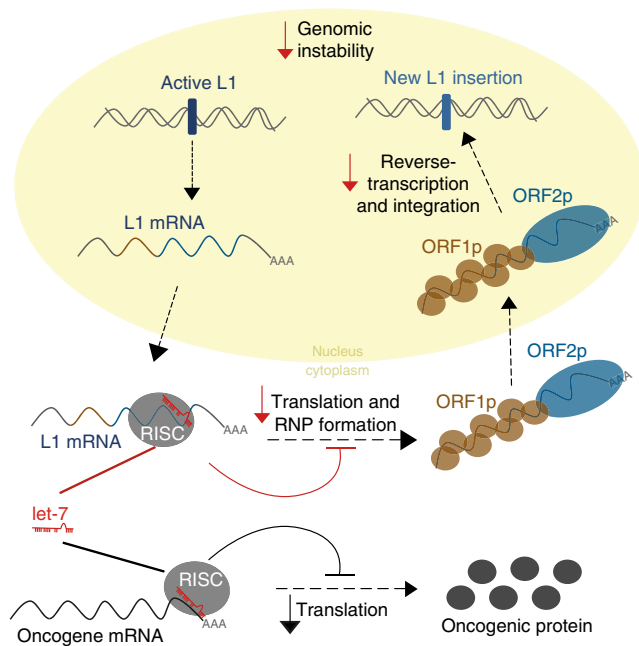 Genomic
instability
Active L1
New L1 insertion
Reverse-
transcription
and integration
ORF2p
L1 mRNA
AAA
ORF1p
AAA
Nucleus
cytoplasm
ORF2p
AAA
Translation and
RNP formation
ORF1p
RISC
L1 mRNA
AAA
let-7
RISC
AAA
Translation
Oncogene mRNA
Oncogenic protein